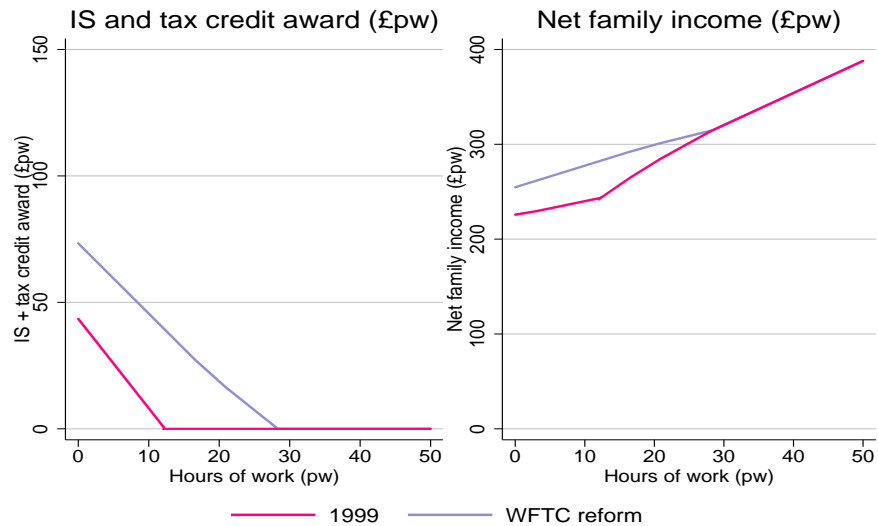 IS and tax credit award (£pw)
IS + tax credit award (£pw)
150
100
50
0
0 10 20 30 40 50
Hours of work (pw)
Net family income (£pw)
Net family income (£pw)
400
300
200
100
0
0 10 20 30 40 50
Hours of work (pw)
1999 WFTC reform